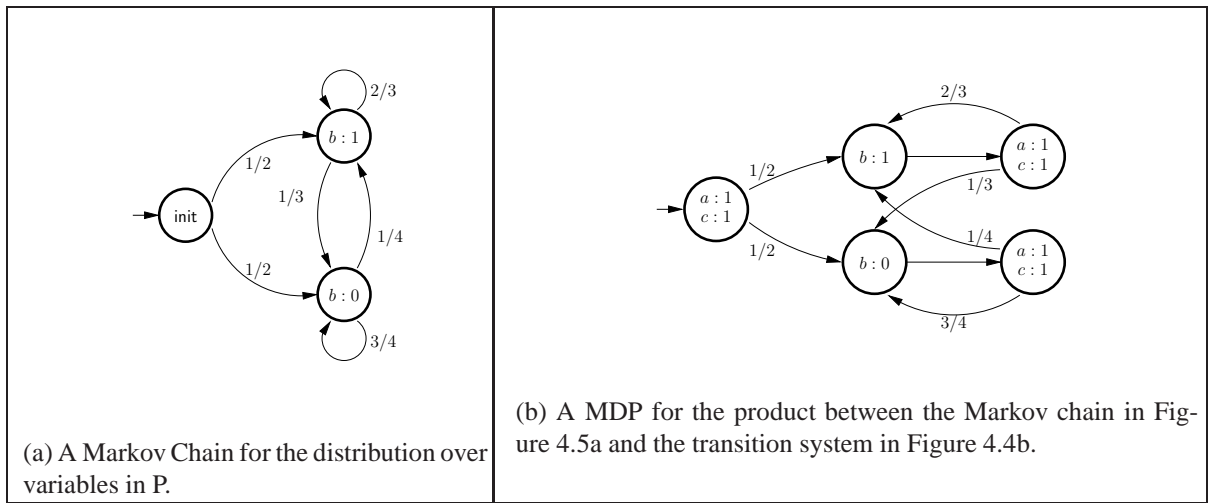 2/3
b : 1
1/2
1/3
init
1/4
1/2
b : 0
3/4
(a) A Markov Chain for the distribution over
variables in P.
2/3
a : 1
c : 1
b : 1
1/2
1/3
a : 1
c : 1
1/4
1/2
a : 1
c : 1
b : 0
3/4
(b) A MDP for the product between the Markov chain in Fig-
ure 4.5a and the transition system in Figure 4.4b.